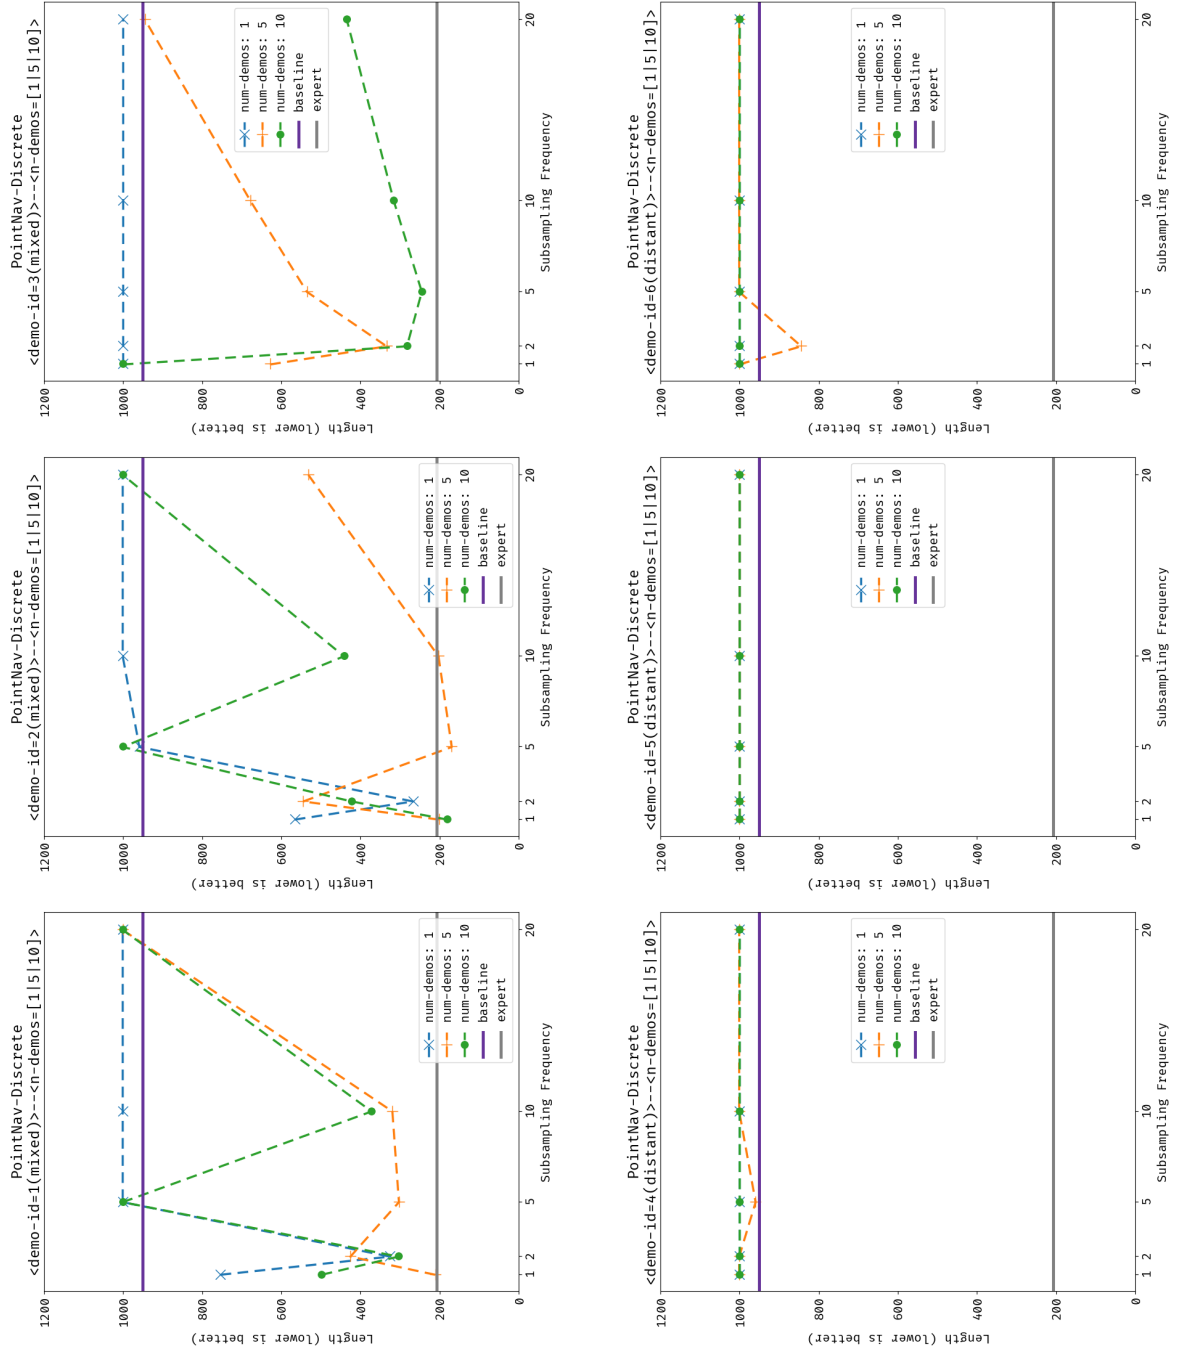 PointNav-Discrete
<demo-id=1(mixed)>--<n-demos=[1|5|10]>
Length (lower is better)
1200
1000
800
600
400
200
0
num-demos: 1
num-demos: 5
num-demos: 10
baseline
expert
1 2 5 10 20
Subsampling Frequency
PointNav-Discrete
<demo-id=2(mixed)>--<n-demos=[1|5|10]>
Length (lower is better)
1200
1000
800
600
400
200
0
num-demos: 1
num-demos: 5
num-demos: 10
baseline
expert
1 2 5 10 20
Subsampling Frequency
PointNav-Discrete
<demo-id=3(mixed)>--<n-demos=[1|5|10]>
Length (lower is better)
1200
1000
800
600
400
200
0
num-demos: 1
num-demos: 5
num-demos: 10
baseline
expert
1 2 5 10 20
Subsampling Frequency
PointNav-Discrete
<demo-id=4(distant)>--<n-demos=[1|5|10]>
Length (lower is better)
1200
1000
800
600
400
200
0
num-demos: 1
num-demos: 5
num-demos: 10
baseline
expert
1 2 5 10 20
Subsampling Frequency
PointNav-Discrete
<demo-id=5(distant)>--<n-demos=[1|5|10]>
Length (lower is better)
1200
1000
800
600
400
200
0
num-demos: 1
num-demos: 5
num-demos: 10
baseline
expert
1 2 5 10 20
Subsampling Frequency
PointNav-Discrete
<demo-id=6(distant)>--<n-demos=[1|5|10]>
Length (lower is better)
1200
1000
800
600
400
200
0
num-demos: 1
num-demos: 5
num-demos: 10
baseline
expert
1 2 5 10 20
Subsampling Frequency